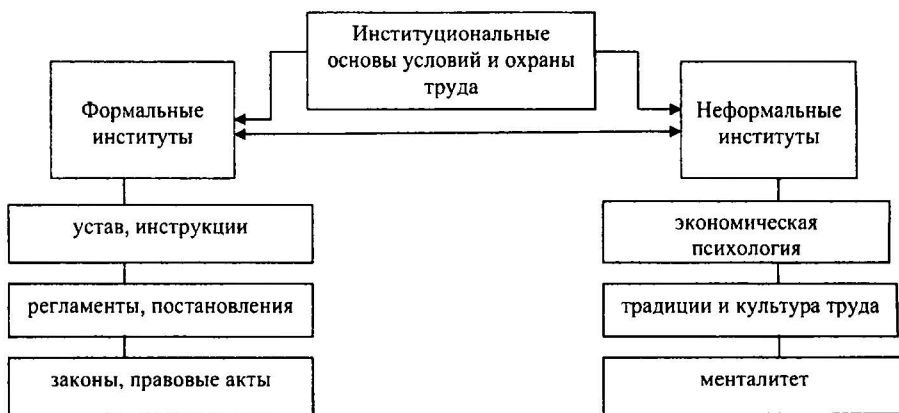 Институциональные
основы условий и охраны
труда
Формальные
институты
Неформальные
институты
устав, инструкции
экономическая
психология
регламенты, постановления
традиции и культура труда
законы, правовые акты
менталитет